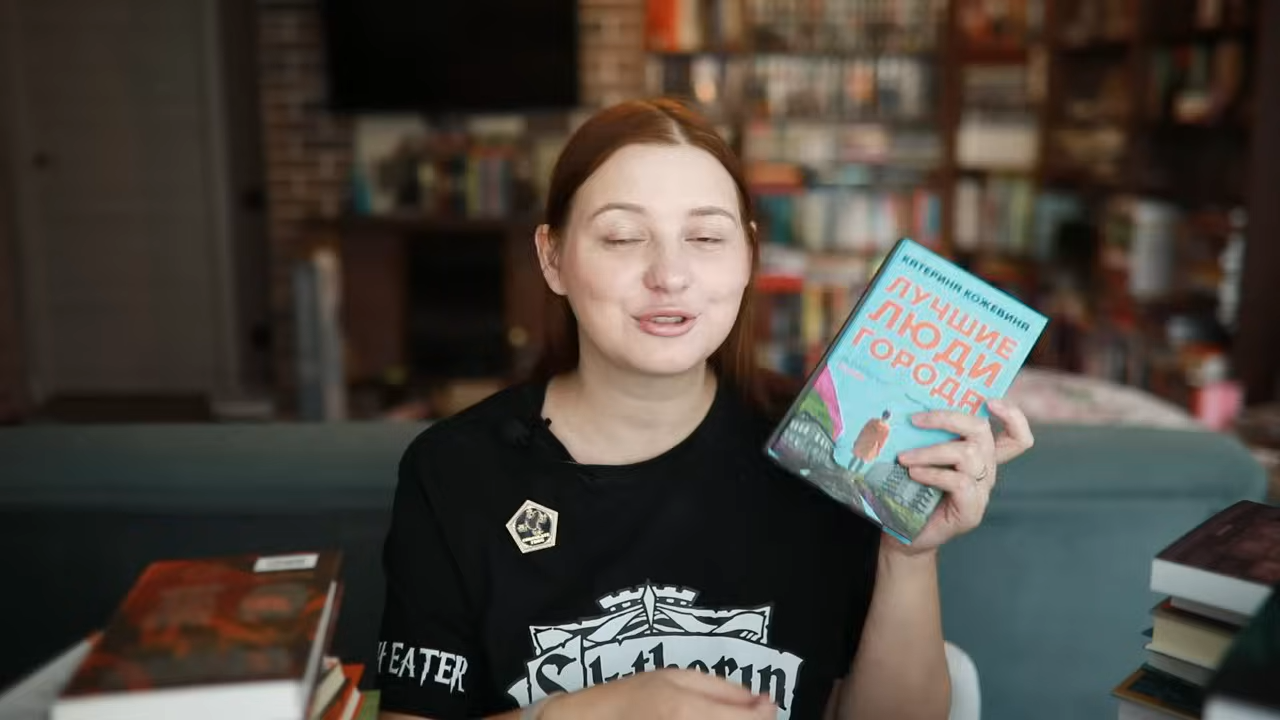 КАТЕРИНА КОЖЕВИНА
ЛУЧШИЕ
ЛЮДИ
ГОРОДА
EATER
Slytherin